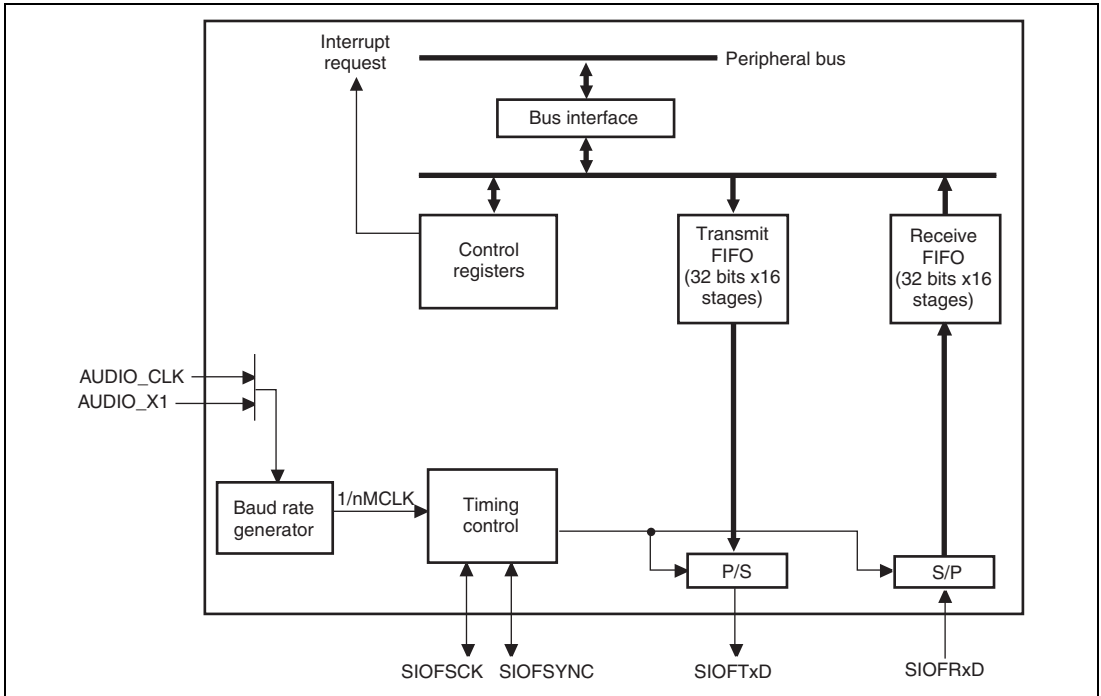 Interrupt
request
Peripheral bus
Bus interface
Control
registers
Transmit
FIFO
(32 bits x16
stages)
Receive
FIFO
(32 bits x16
stages)
AUDIO_CLK
AUDIO_X1
Baud rate
generator
1/nMCLK
Timing
control
P/S
S/P
SIOFSCK
SIOFSYNC
SIOFTxD
SIOFRxD